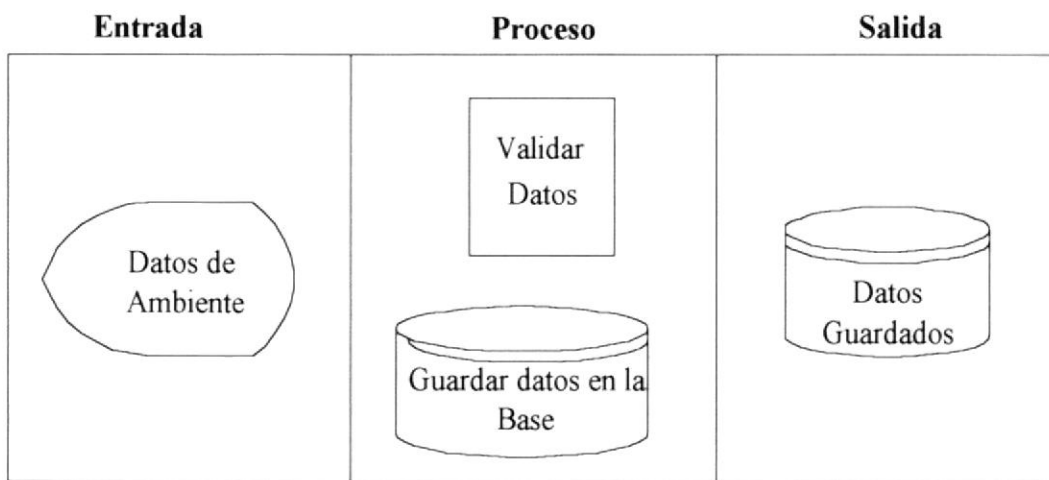 Entrada
Proceso
Salida
Datos de
Ambiente
Validar
Datos
Guardar datos en la
Base
Datos
Guardados